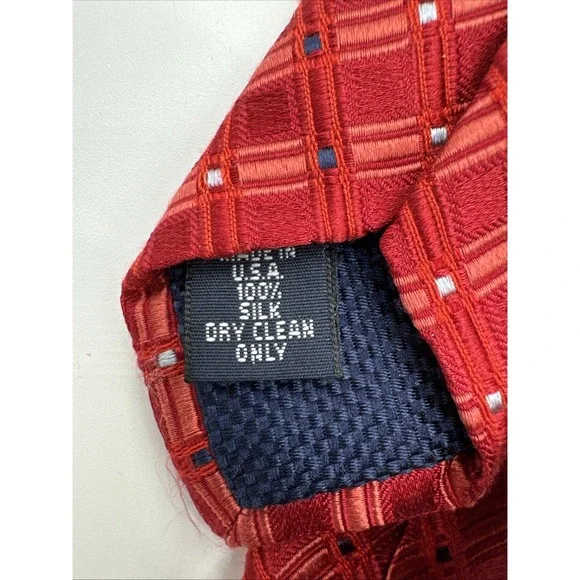 MADE IN
U.S.A.
100%
SILK
DRY CLEAN
ONLY